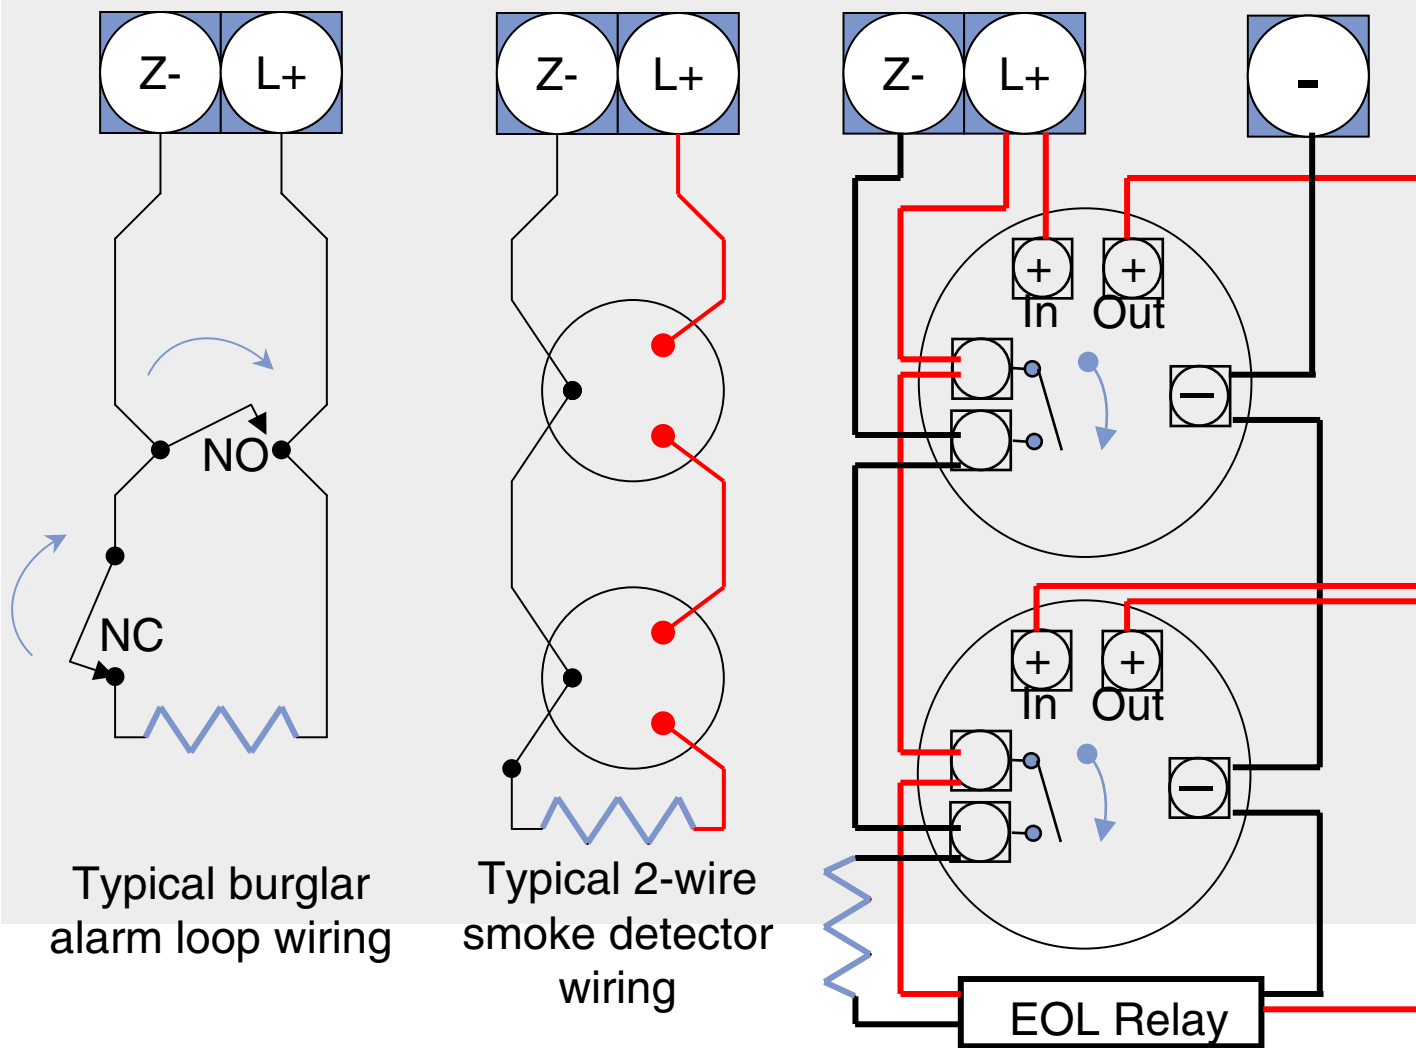 Z- L+
Z- L+
Z- L+
-
+ +
In Out
NO
NC
+ +
In Out
Typical burglar
alarm loop wiring
Typical 2-wire
smoke detector
wiring
EOL Relay